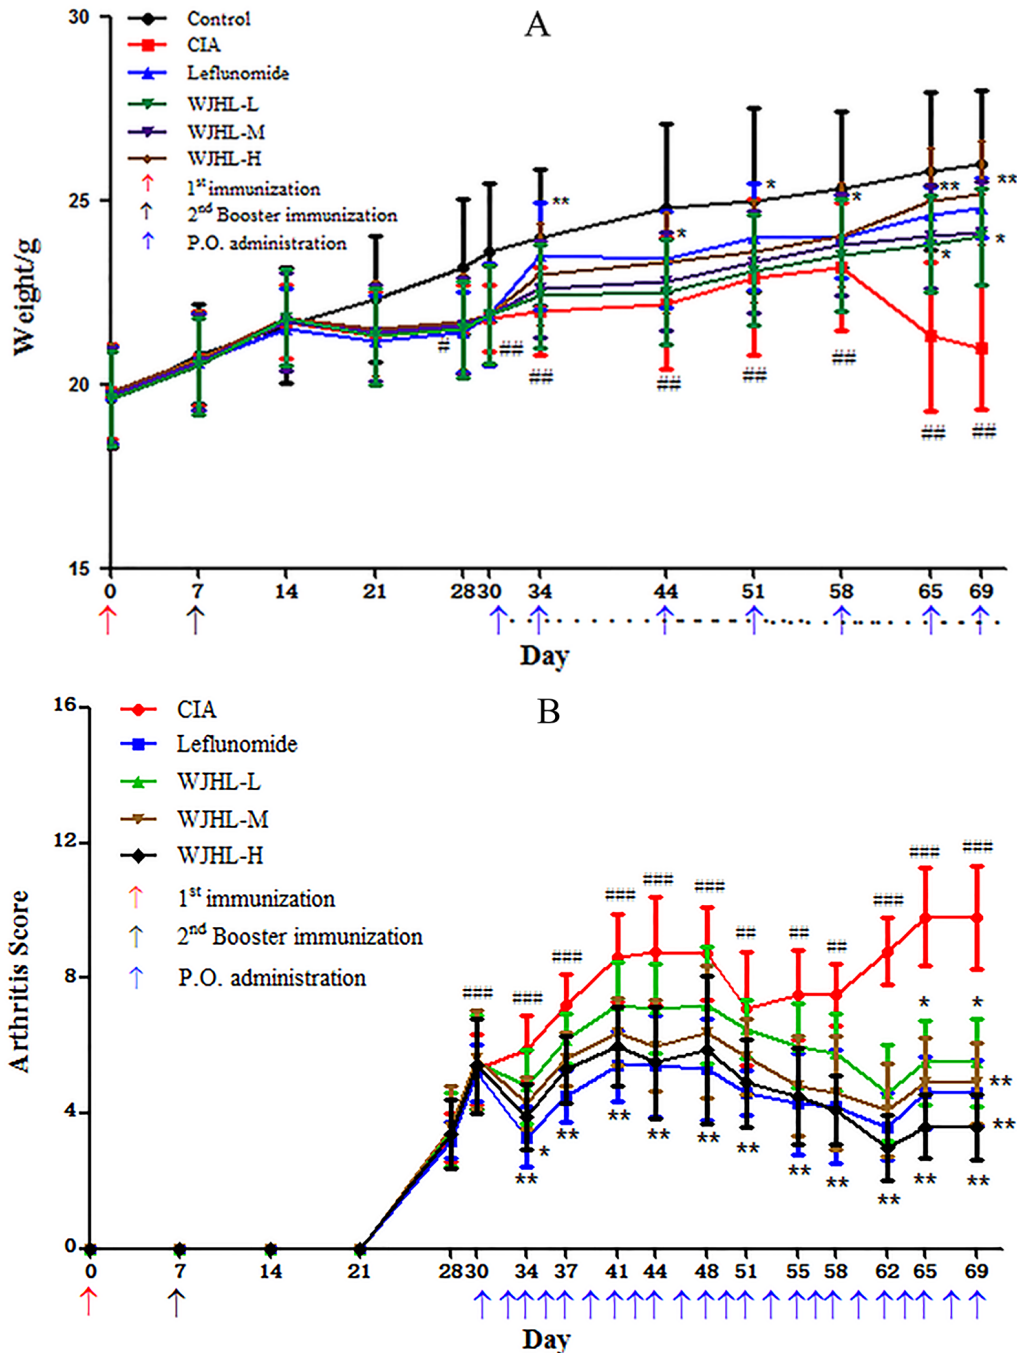 A
30
Control
CIA
Leflunomide
WJHL-L
WJHL-M
WJHL-H
1st immunization
2nd Booster immunization
P.O. administration
** * * * ** ** * *
25
Weight/g
20
# ## ## ## ## ## ## ##
15
0 7 14 21 28 30 34 44 51 58 65 69
Day
B
16
CIA
Leflunomide
WJHL-L
WJHL-M
WJHL-H
1st immunization
2nd Booster immunization
P.O. administration
12
### ### ### ### ### ### ## ## ## ### ### ###
Arthritis Score
8
* *
4
** **
** * ** ** ** ** ** ** ** ** ** **
0
0 7 14 21 28 30 34 37 41 44 48 51 55 58 62 65 69
Day